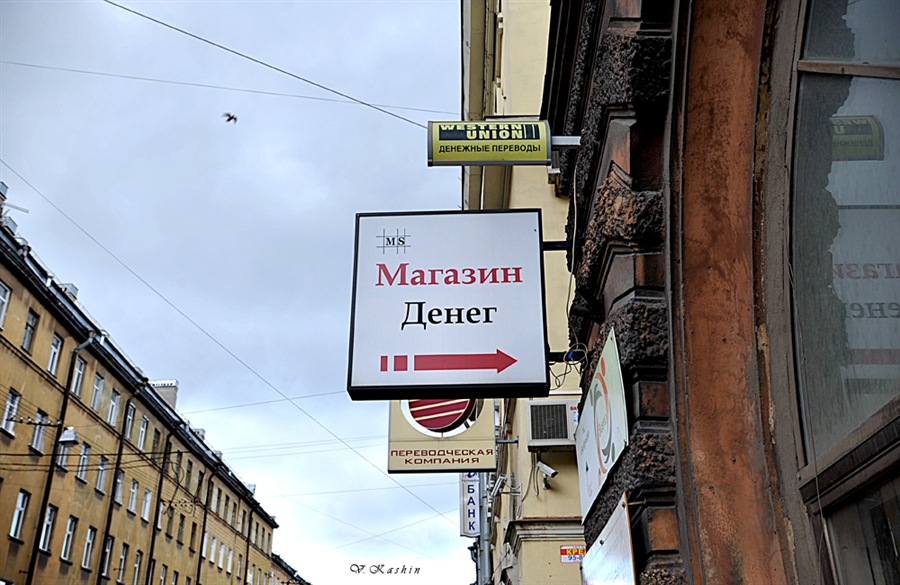 WESTERN
UNION
ДЕНЕЖНЫЕ ПЕРЕВОДЫ
MS
Магазин
Денег
ПЕРЕВОДЧЕСКАЯ
КОМПАНИЯ
БАНК
V. Kashin